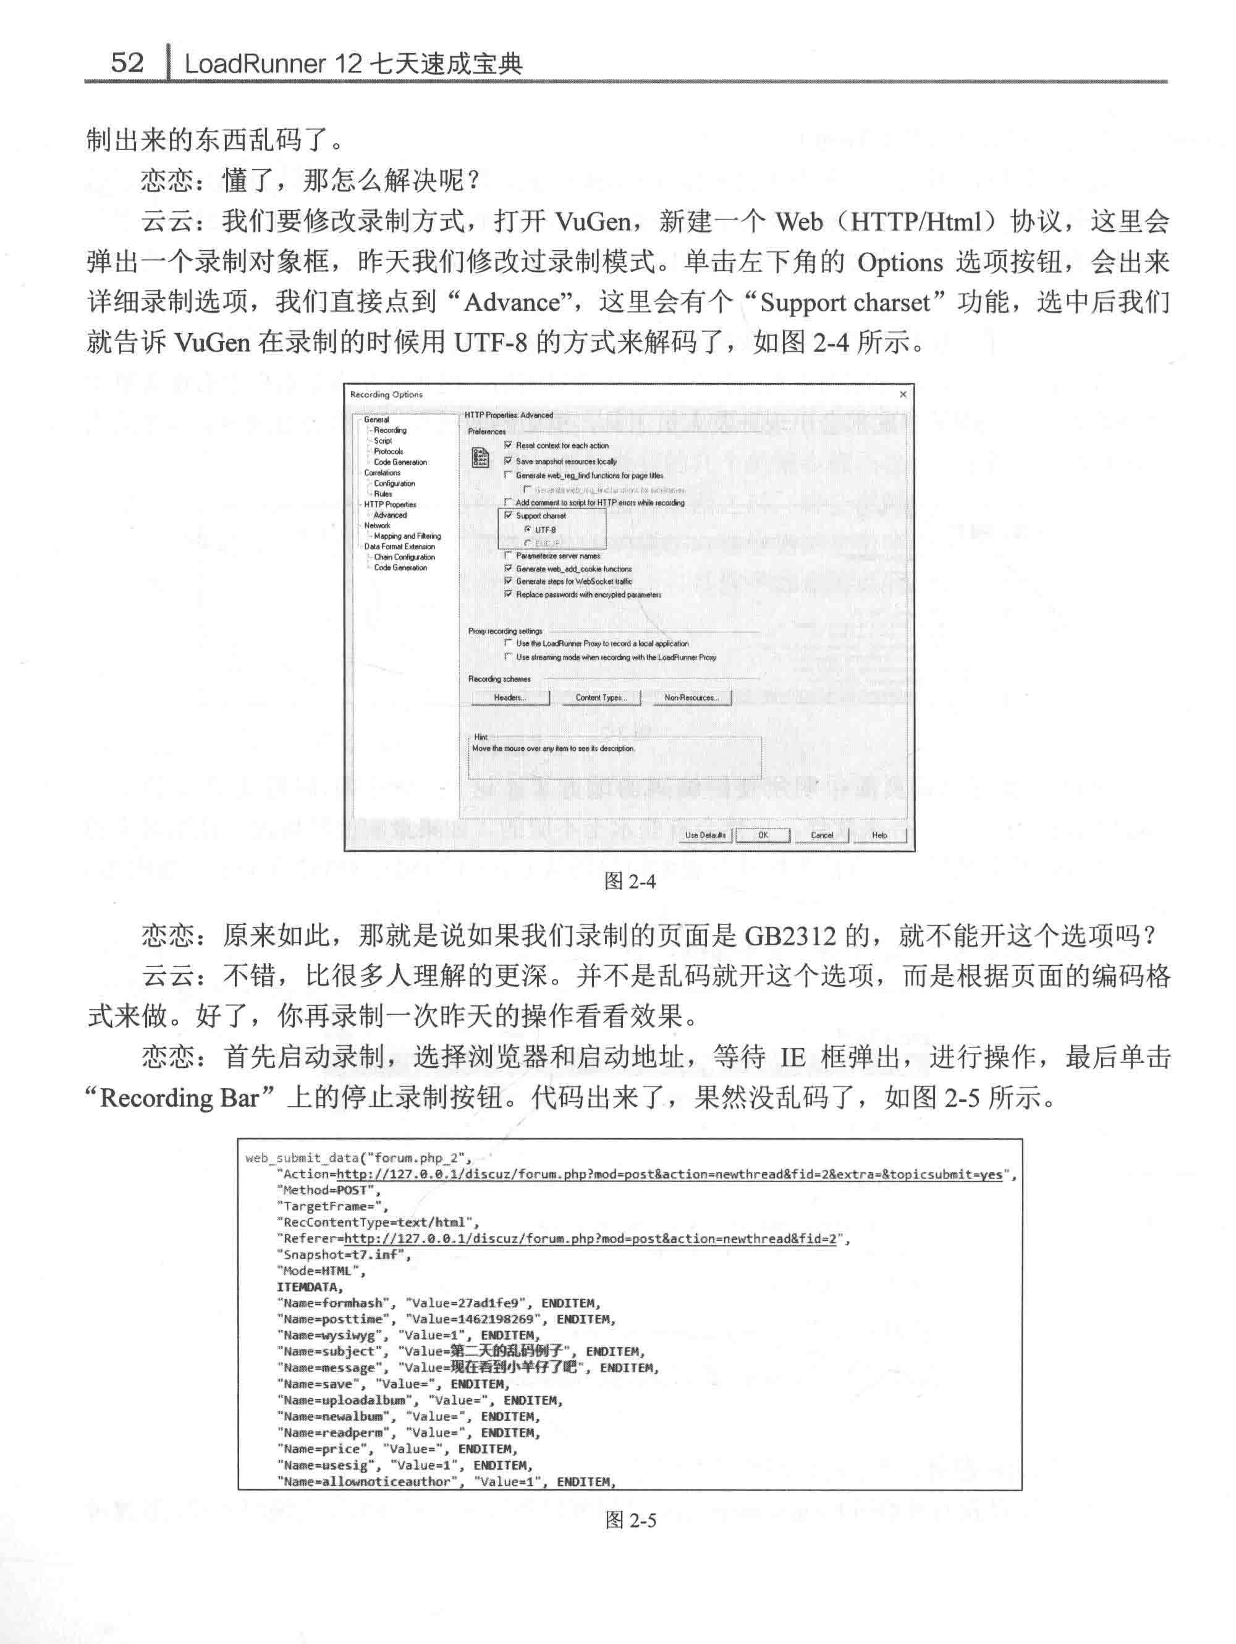 52 LoadRunner 12 七天速成宝典
制出来的东西乱码了。
恋恋：懂了，那怎么解决呢？
云云：我们要修改录制方式，打开 VuGen，新建一个 Web（HTTP/Html）协议，这里会
弹出一个录制对象框，昨天我们修改过录制模式。单击左下角的 Options 选项按钮，会出来
详细录制选项，我们直接点到“Advance”，这里会有个“Support charset”功能，选中后我们
就告诉 VuGen 在录制的时候用 UTF-8 的方式来解码了，如图 2-4 所示。
Recording Options
General
Recording
Script
Protocols
Code Generation
Correlations
Configuration
Rules
HTTP Properties
Advanced
Network
Mapping and Filtering
Data Format Extension
Chain Configuration
Code Generation
HTTP Properties: Advanced
Preferences
Reset context for each action
Save snapshot resources locally
Generate web_reg_find functions for page titles
Generate web_reg_find functions for sub-frames
Add comment to script for HTTP errors while recording
Support charset
UTF-8
EUC-JP
Parameterize server names
Generate web_add_cookie functions
Generate steps for WebSocket traffic
Replace passwords with encrypted parameters
Proxy recording settings
Use the LoadRunner Proxy to record a local application
Use streaming mode when recording with the LoadRunner Proxy
Recording schemes
Headers... Content Types... Non-Resources...
Hint
Move the mouse over any item to see its description.
Use Defaults OK Cancel Help
图 2-4
恋恋：原来如此，那就是说如果我们录制的页面是 GB2312 的，就不能开这个选项吗？
云云：不错，比很多人理解的更深。并不是乱码就开这个选项，而是根据页面的编码格
式来做。好了，你再录制一次昨天的操作看看效果。
恋恋：首先启动录制，选择浏览器和启动地址，等待 IE 框弹出，进行操作，最后单击
“Recording Bar”上的停止录制按钮。代码出来了，果然没乱码了，如图 2-5 所示。
web_submit_data("forum.php_2",
"Action=http://127.0.0.1/discuz/forum.php?mod=post&action=newthread&fid=2&extra=&topicsubmit=yes",
"Method=POST",
"TargetFrame=",
"RecContentType=text/html",
"Referer=http://127.0.0.1/discuz/forum.php?mod=post&action=newthread&fid=2",
"Snapshot=t7.inf",
"Mode=HTML",
ITEMDATA,
"Name=formhash", "Value=27ad1fe9", ENDITEM,
"Name=posttime", "Value=1462198269", ENDITEM,
"Name=wysiwyg", "Value=1", ENDITEM,
"Name=subject", "Value=第二天的乱码例子", ENDITEM,
"Name=message", "Value=现在看到小羊仔了吧", ENDITEM,
"Name=save", "Value=", ENDITEM,
"Name=uploadalbum", "Value=", ENDITEM,
"Name=newalbum", "Value=", ENDITEM,
"Name=readperm", "Value=", ENDITEM,
"Name=price", "Value=", ENDITEM,
"Name=usesig", "Value=1", ENDITEM,
"Name=allownoticeauthor", "Value=1", ENDITEM,
图 2-5